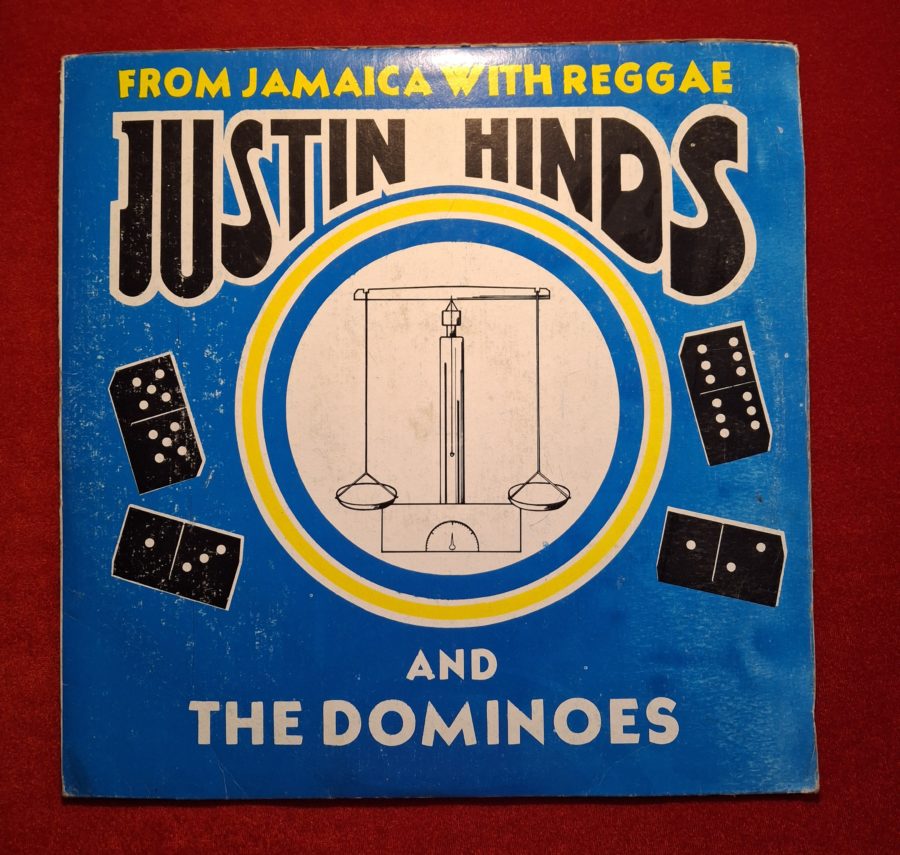 FROM JAMAICA WITH REGGAE
JUSTIN HINDS
AND
THE DOMINOES